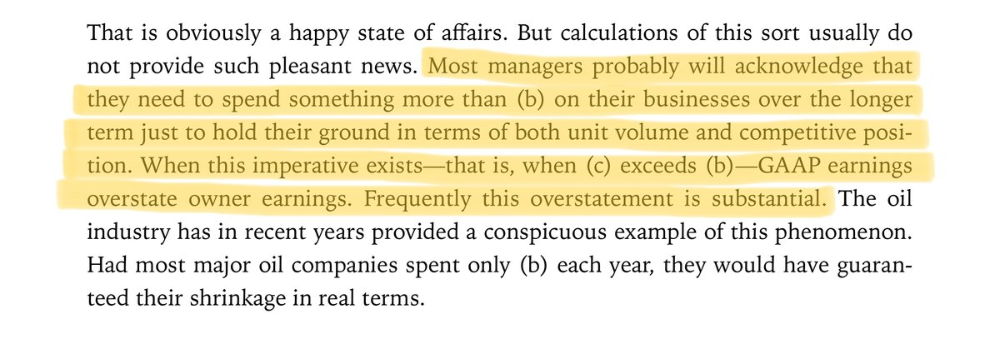 That is obviously a happy state of affairs. But calculations of this sort usually do
not provide such pleasant news. Most managers probably will acknowledge that
they need to spend something more than (b) on their businesses over the longer
term just to hold their ground in terms of both unit volume and competitive posi-
tion. When this imperative exists—that is, when (c) exceeds (b)—GAAP earnings
overstate owner earnings. Frequently this overstatement is substantial. The oil
industry has in recent years provided a conspicuous example of this phenomenon.
Had most major oil companies spent only (b) each year, they would have guaran-
teed their shrinkage in real terms.